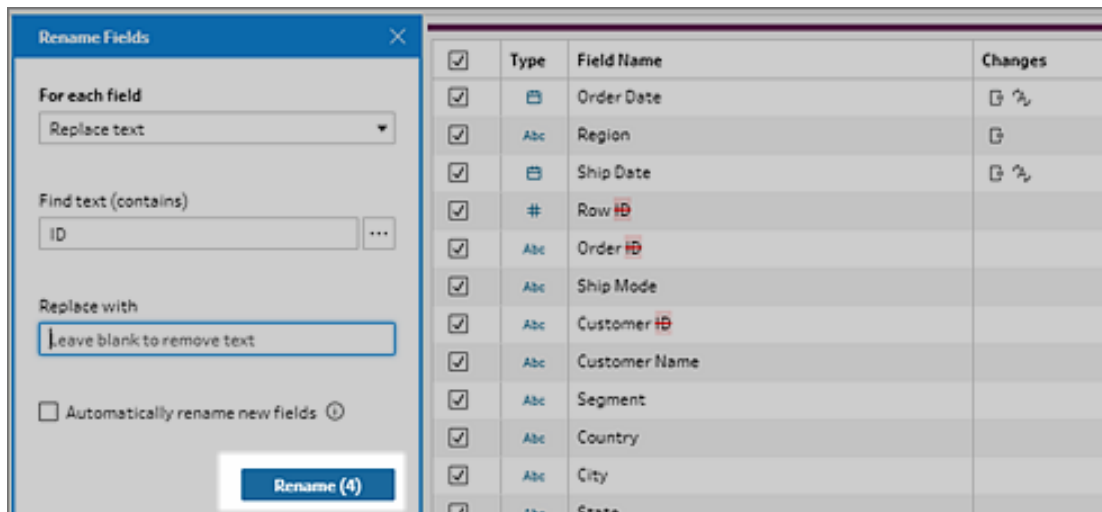 Rename Fields
For each field
Replace text
Find text (contains)
ID
Replace with
Leave blank to remove text
Automatically rename new fields
Rename (4)
Type Field Name Changes
Order Date
Abc Region
Ship Date
# Row ID
Abc Order ID
Abc Ship Mode
Abc Customer ID
Abc Customer Name
Abc Segment
Abc Country
Abc City
Abc State